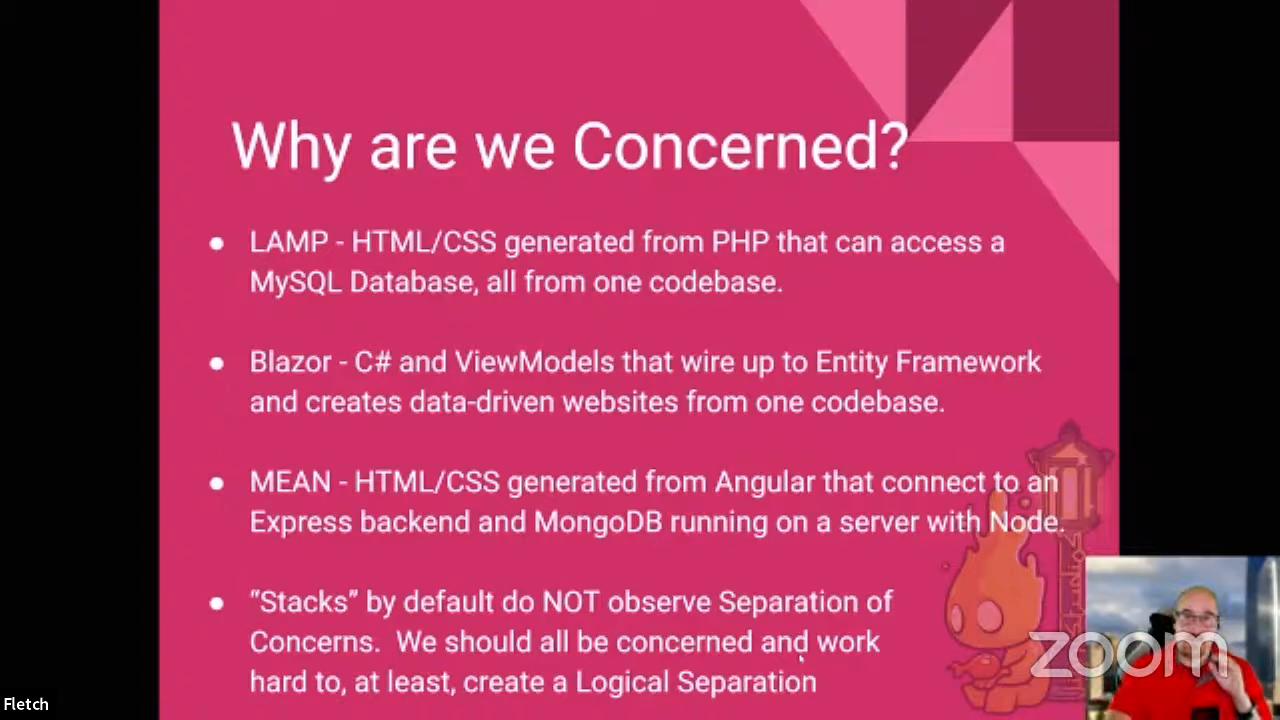 Why are we Concerned?
● LAMP - HTML/CSS generated from PHP that can access a
MySQL Database, all from one codebase.
● Blazor - C# and ViewModels that wire up to Entity Framework
and creates data-driven websites from one codebase.
● MEAN - HTML/CSS generated from Angular that connect to an
Express backend and MongoDB running on a server with Node.
● “Stacks” by default do NOT observe Separation of
Concerns.  We should all be concerned and work
hard to, at least, create a Logical Separation
zoom
Fletch